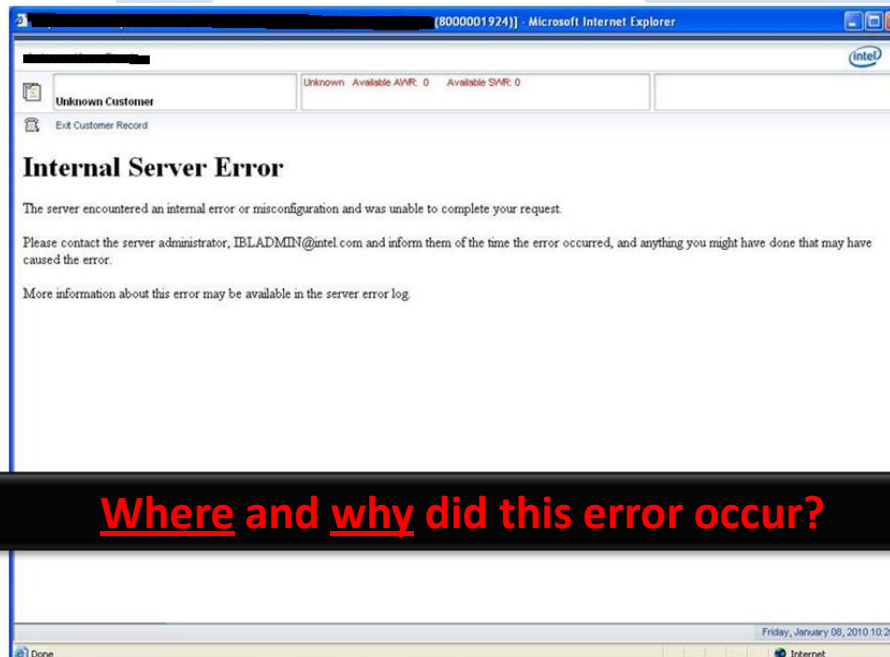 (8000001924)] - Microsoft Internet Explorer
intel
Unknown Available AWR: 0 Available SWR: 0
Unknown Customer
Exit Customer Record
Internal Server Error
The server encountered an internal error or misconfiguration and was unable to complete your request.
Please contact the server administrator, IBLADMIN@intel.com and inform them of the time the error occurred, and anything you might have done that may have
caused the error.
More information about this error may be available in the server error log.
Where and why did this error occur?
Friday, January 08, 2010 10:2
Done
Internet